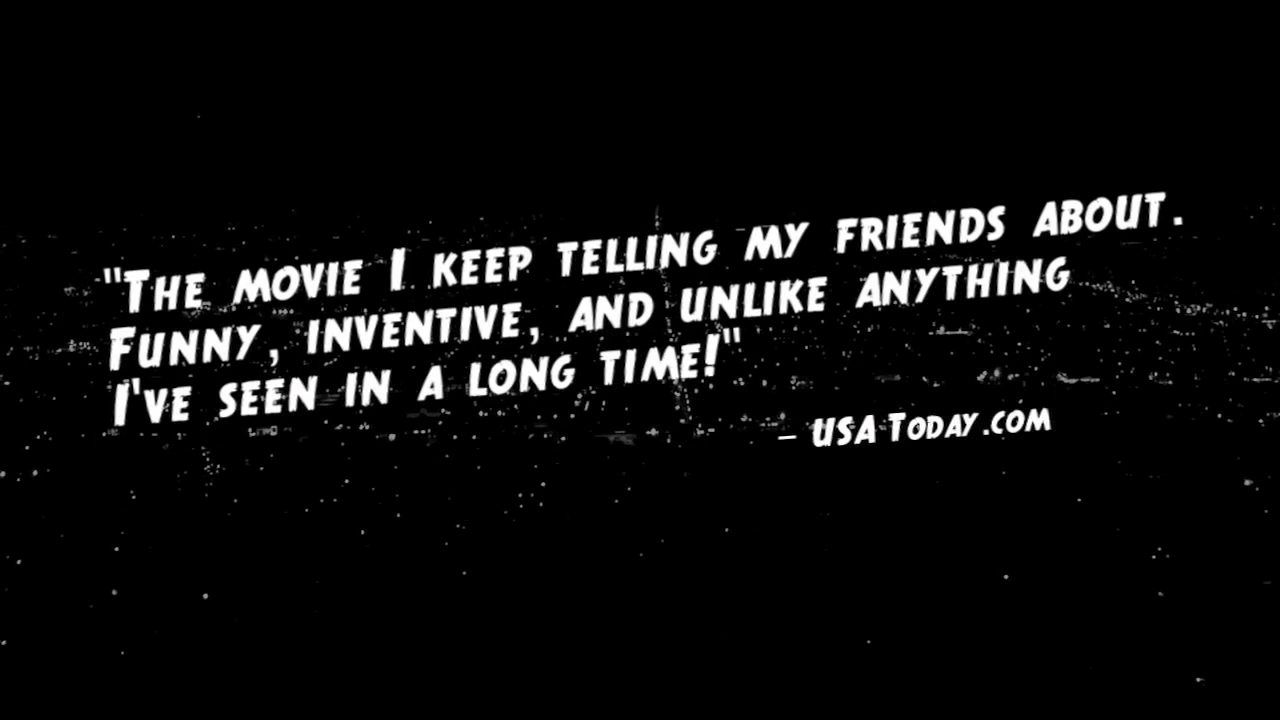 "The movie I keep telling my friends about.
Funny, inventive, and unlike anything
I've seen in a long time!"
– USA Today.com